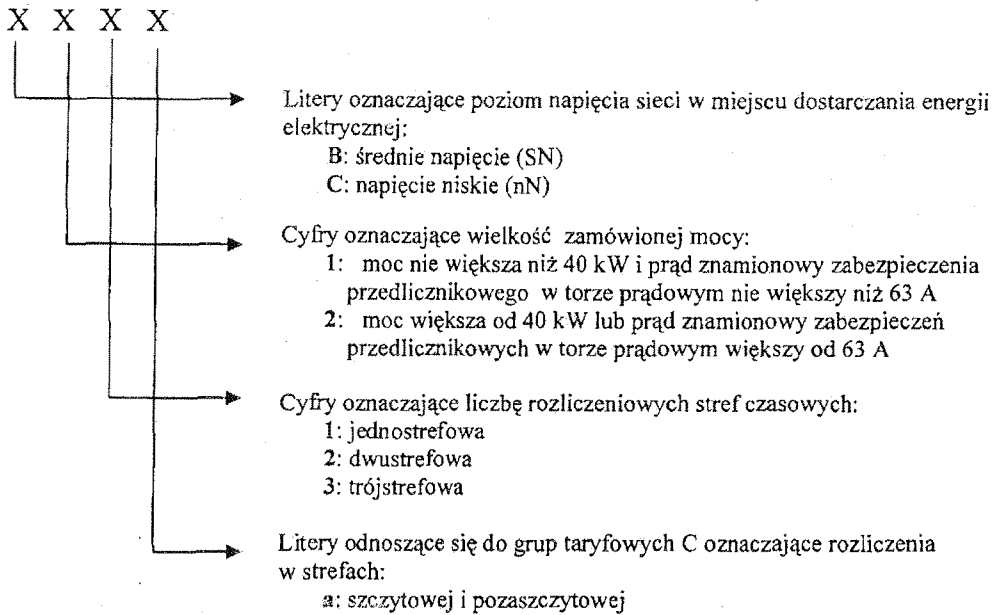 X X X X
Litery oznaczające poziom napięcia sieci w miejscu dostarczania energii
elektrycznej:
B: średnie napięcie (SN)
C: napięcie niskie (nN)
Cyfry oznaczające wielkość zamówionej mocy:
1: moc nie większa niż 40 kW i prąd znamionowy zabezpieczenia
przedlicznikowego w torze prądowym nie większy niż 63 A
2: moc większa od 40 kW lub prąd znamionowy zabezpieczeń
przedlicznikowych w torze prądowym większy od 63 A
Cyfry oznaczające liczbę rozliczeniowych stref czasowych:
1: jednostrefowa
2: dwustrefowa
3: trójstrefowa
Litery odnoszące się do grup taryfowych C oznaczające rozliczenia
w strefach:
a: szczytowej i pozaszczytowej